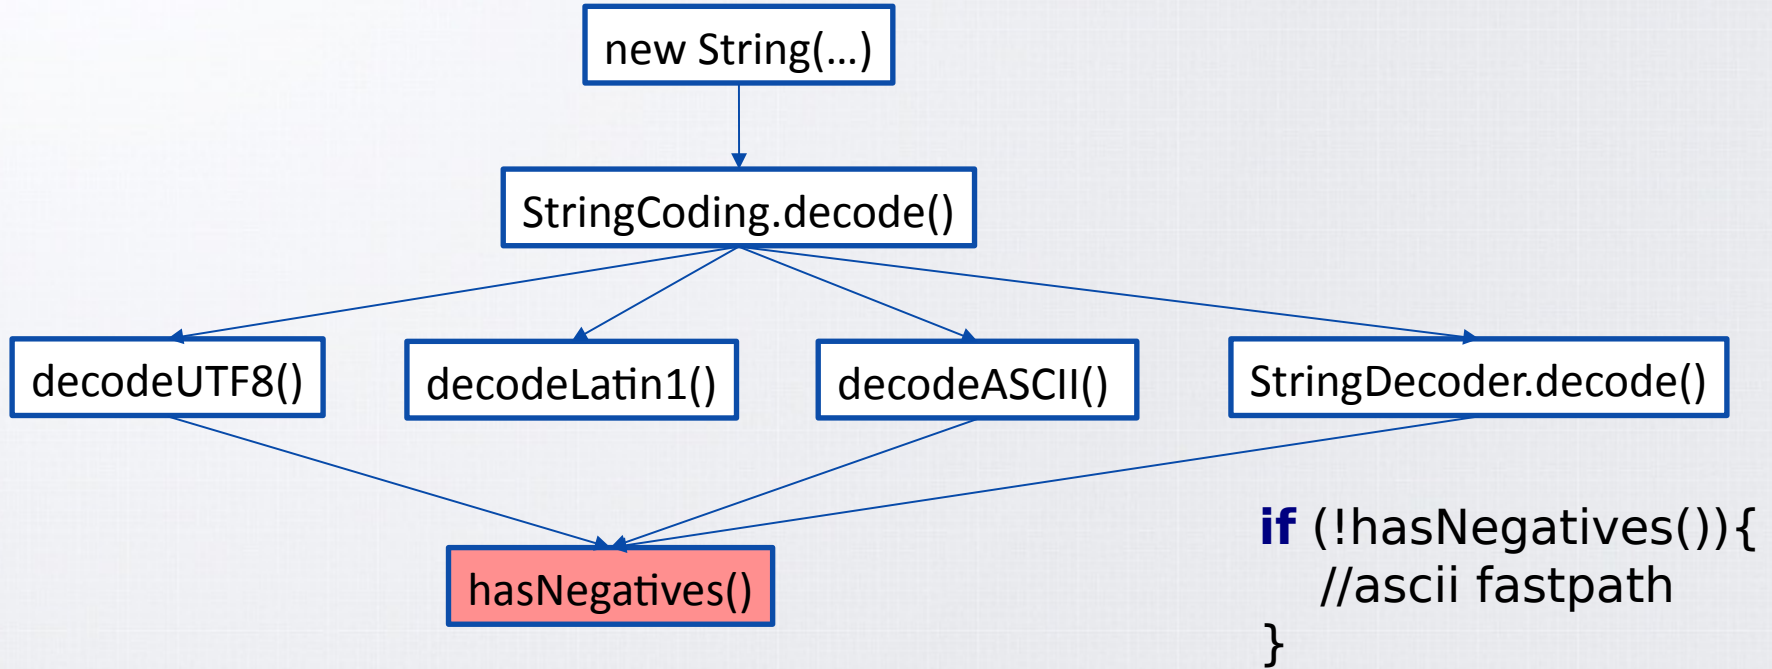 new String(…)
StringCoding.decode()
decodeUTF8()
decodeLatin1()
decodeASCII()
StringDecoder.decode()
hasNegatives()
if (!hasNegatives()){
//ascii fastpath
}